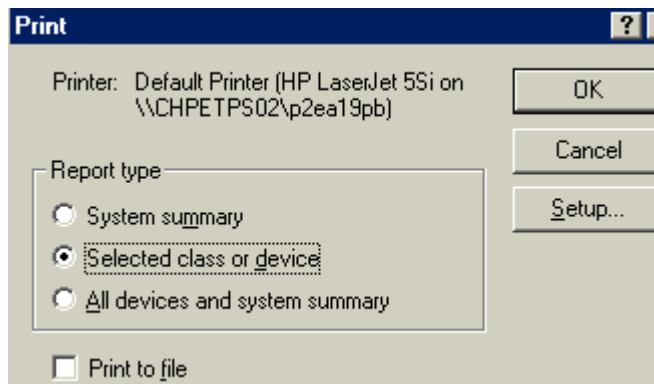 Print
?
Printer: Default Printer (HP LaserJet 5Si on
\\CHPETPS02\p2ea19pb)
OK
Cancel
Setup...
Report type
System summary
Selected class or device
All devices and system summary
Print to file